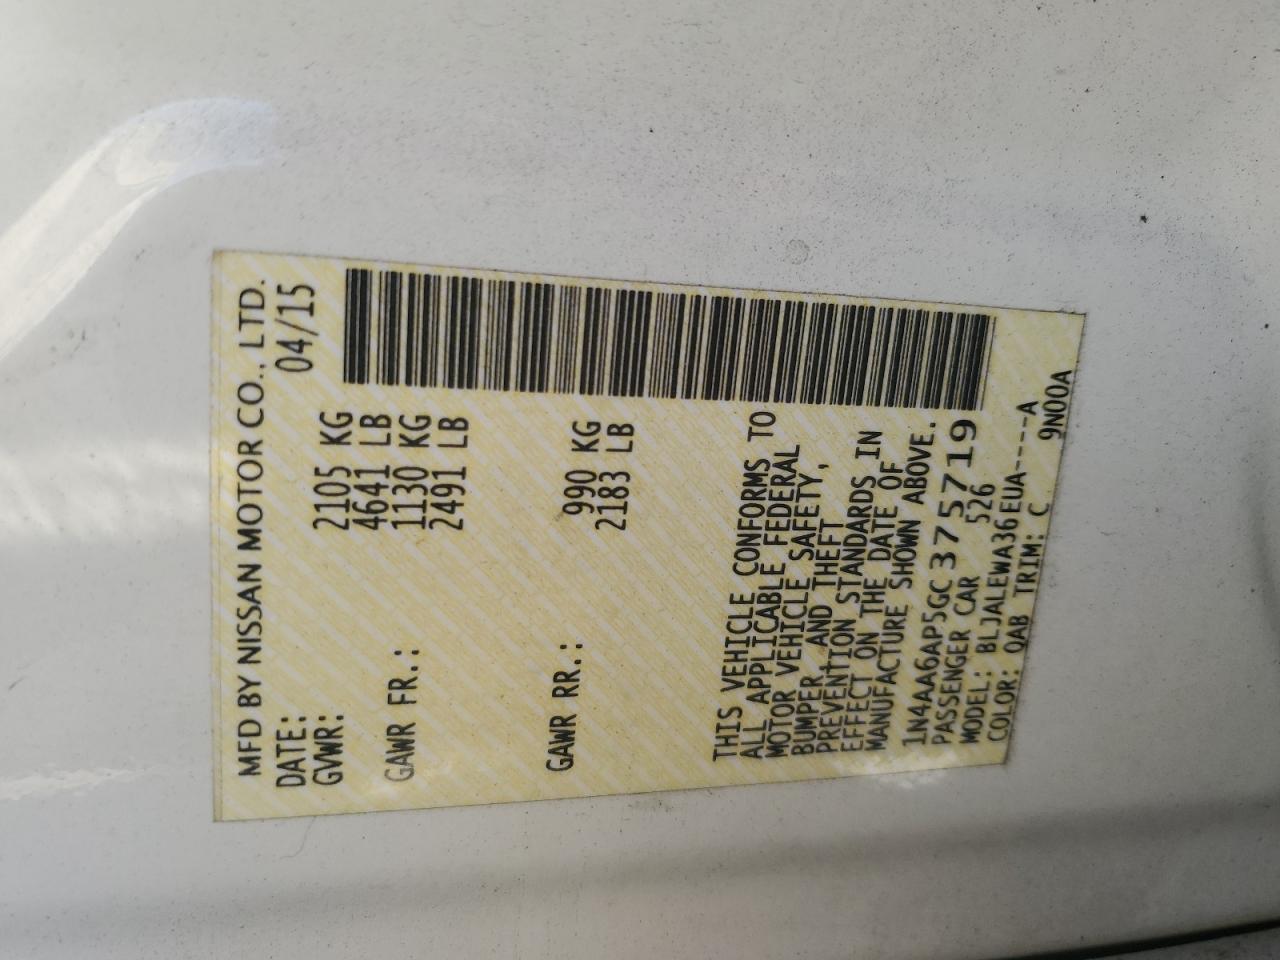 MFD BY NISSAN MOTOR CO., LTD.
DATE: 04/15
GVWR: 2105 KG
4641 LB
GAWR FR.: 1130 KG
2491 LB
GAWR RR.: 990 KG
2183 LB
THIS VEHICLE CONFORMS TO
ALL APPLICABLE FEDERAL
MOTOR VEHICLE SAFETY,
BUMPER AND THEFT
PREVENTION STANDARDS IN
EFFECT ON THE DATE OF
MANUFACTURE SHOWN ABOVE.
1N4AA6AP5GC375719
PASSENGER CAR 526
MODEL: BLJALEWA36EUA----A
COLOR: QAB TRIM: C 9N00A